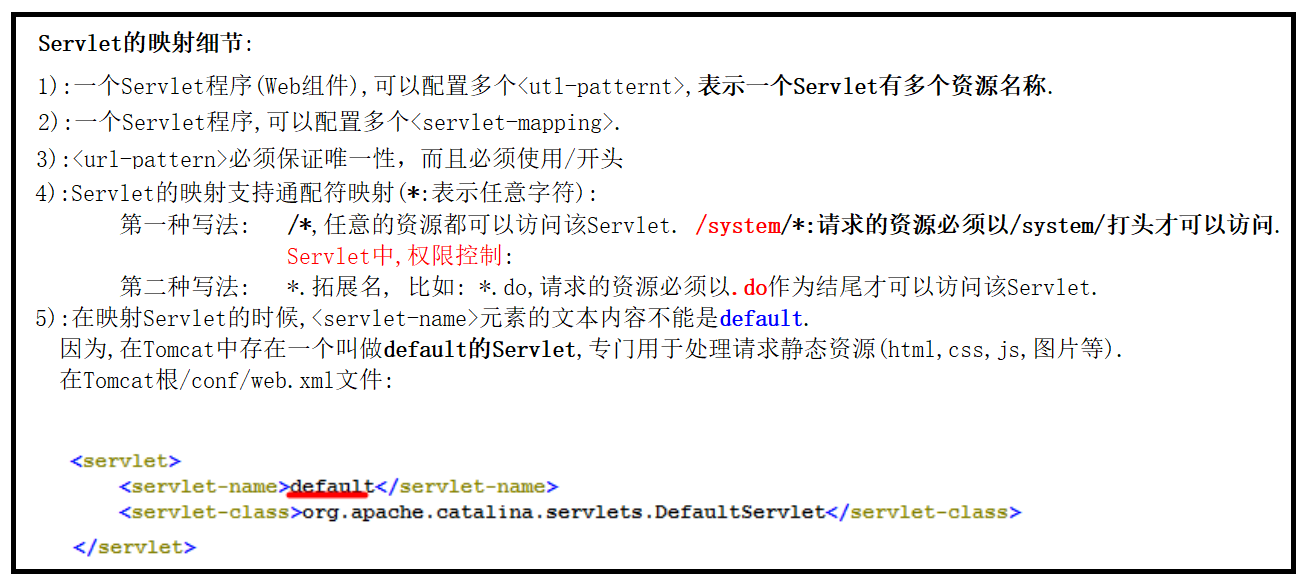 Servlet的映射细节:
1):一个Servlet程序(Web组件),可以配置多个<utl-patternt>,表示一个Servlet有多个资源名称.
2):一个Servlet程序,可以配置多个<servlet-mapping>.
3):<url-pattern>必须保证唯一性，而且必须使用/开头
4):Servlet的映射支持通配符映射(*:表示任意字符):
第一种写法: /*,任意的资源都可以访问该Servlet. /system/*:请求的资源必须以/system/打头才可以访问.
Servlet中,权限控制:
第二种写法: *.拓展名, 比如: *.do,请求的资源必须以.do作为结尾才可以访问该Servlet.
5):在映射Servlet的时候,<servlet-name>元素的文本内容不能是default.
因为,在Tomcat中存在一个叫做default的Servlet,专门用于处理请求静态资源(html,css,js,图片等).
在Tomcat根/conf/web.xml文件:
<servlet>
<servlet-name>default</servlet-name>
<servlet-class>org.apache.catalina.servlets.DefaultServlet</servlet-class>
</servlet>